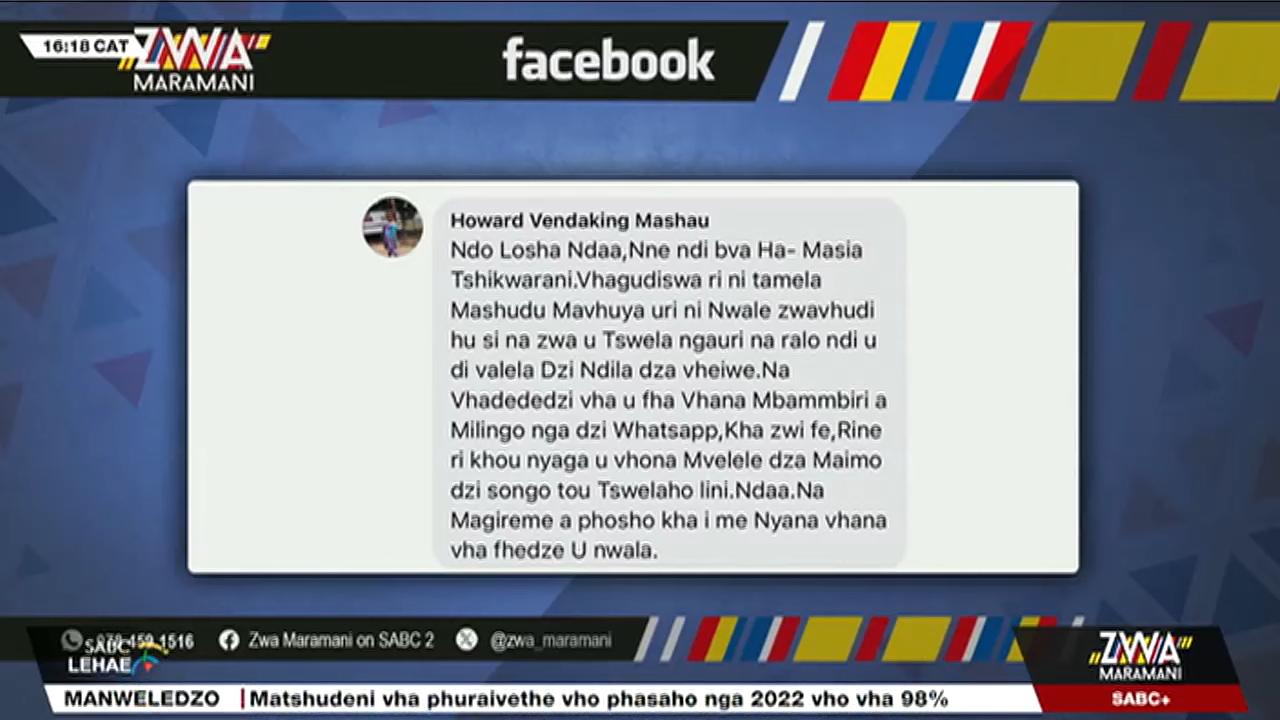 16:18 CAT
ZWA
MARAMANI
facebook
Howard Vendaking Mashau
Ndo Losha Ndaa,Nne ndi bva Ha- Masia
Tshikwarani.Vhagudiswa ri ni tamela
Mashudu Mavhuya uri ni Nwale zwavhudi
hu si na zwa u Tswela ngauri na ralo ndi u
di valela Dzi Ndila dza vheiwe.Na
Vhadededzi vha u fha Vhana Mbammbiri a
Milingo nga dzi Whatsapp,Kha zwi fe,Rine
ri khou nyaga u vhona Mvelele dza Maimo
dzi songo tou Tswelaho lini.Ndaa.Na
Magireme a phosho kha i me Nyana vhana
vha fhedze U nwala.
459 1516
Zwa Maramani on SABC 2
@zwa_maramani
SABC
LEHAE
ZWA
MARAMANI
SABC+
MANWELEDZO
Matshudeni vha phuraivethe vho phasaho nga 2022 vho vha 98%